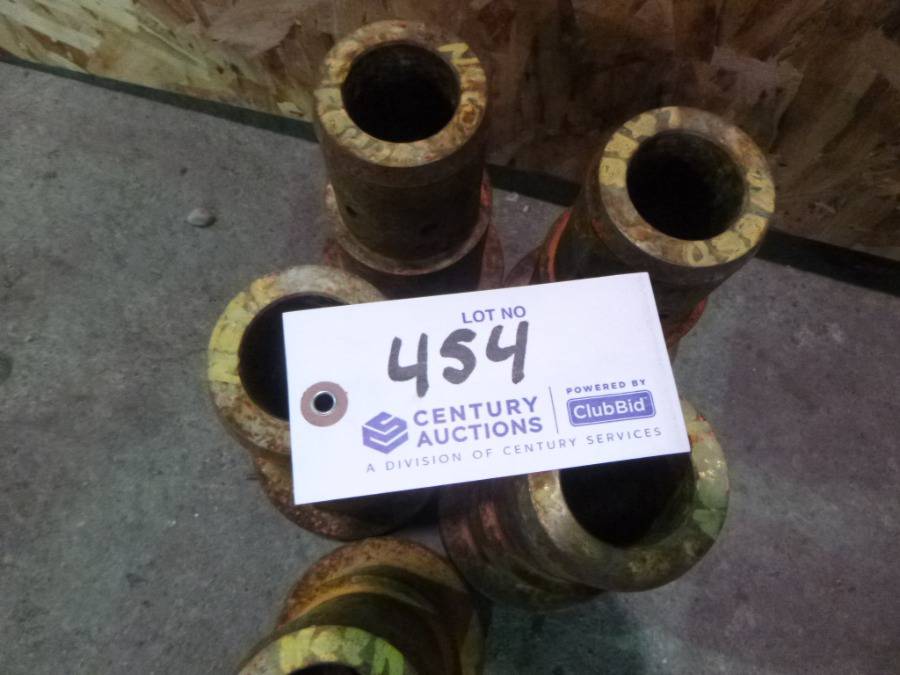 LOT NO
454
CENTURY AUCTIONS
POWERED BY
ClubBid
A DIVISION OF CENTURY SERVICES